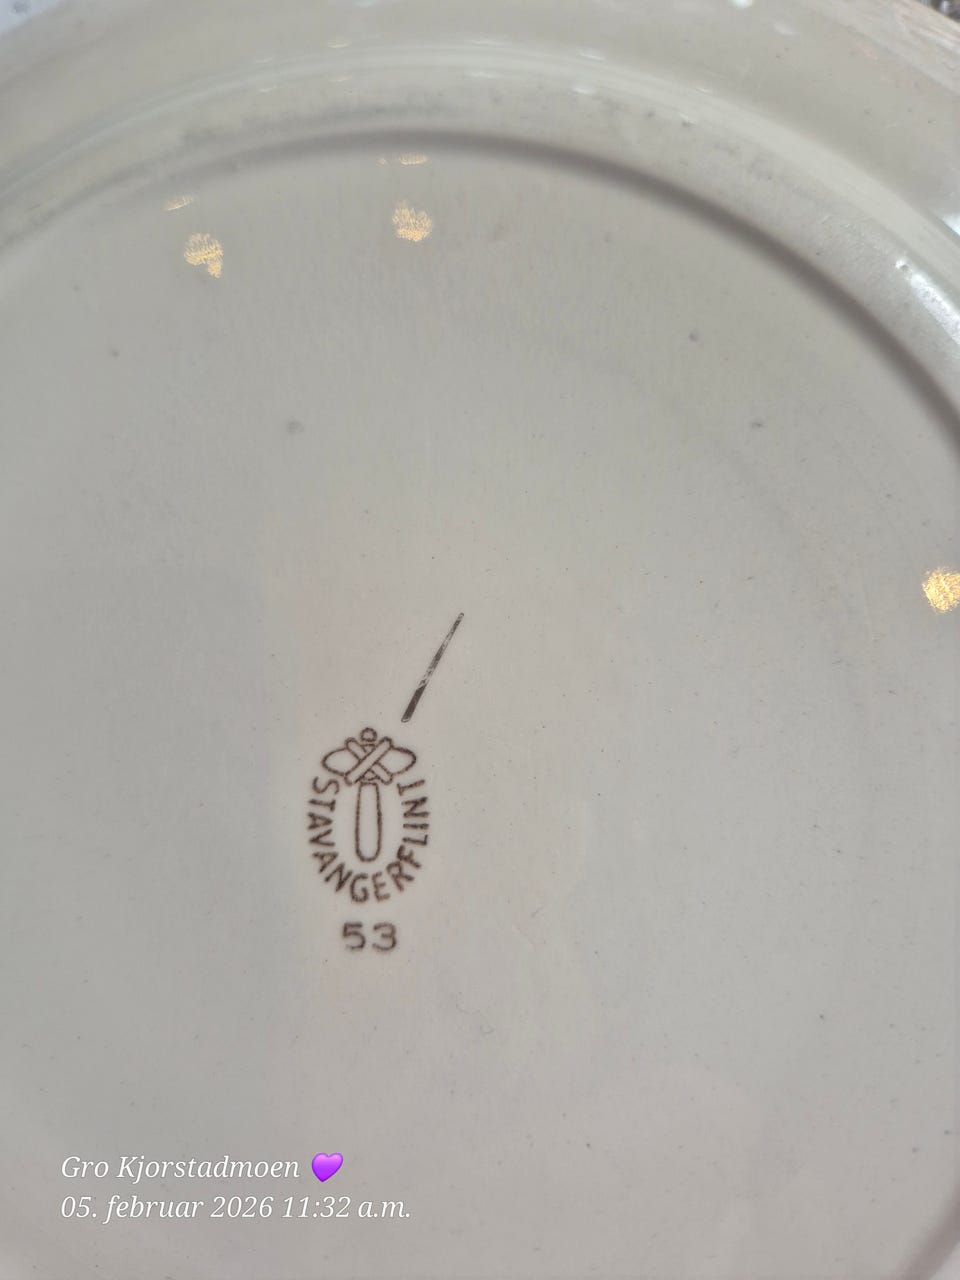 STAVANGERFLINT
53
Gro Kjorstadmoen 💜
05. februar 2026 11:32 a.m.